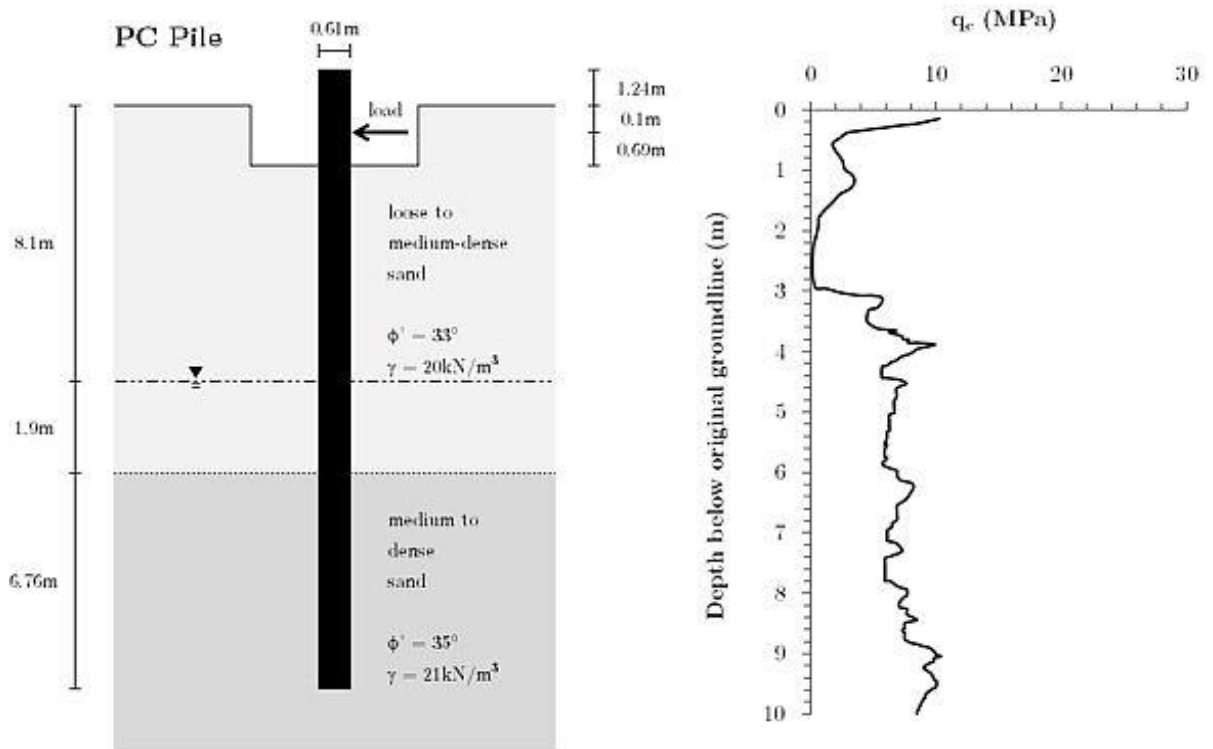 PC Pile
0.61m
load
1.24m
0.1m
0.69m
8.1m
loose to
medium-dense
sand
ϕ' = 33°
γ = 20kN/m³
1.9m
medium to
dense
sand
6.76m
ϕ' = 35°
γ = 21kN/m³
q_c (MPa)
0 10 20 30
Depth below original groundline (m)
0
1
2
3
4
5
6
7
8
9
10